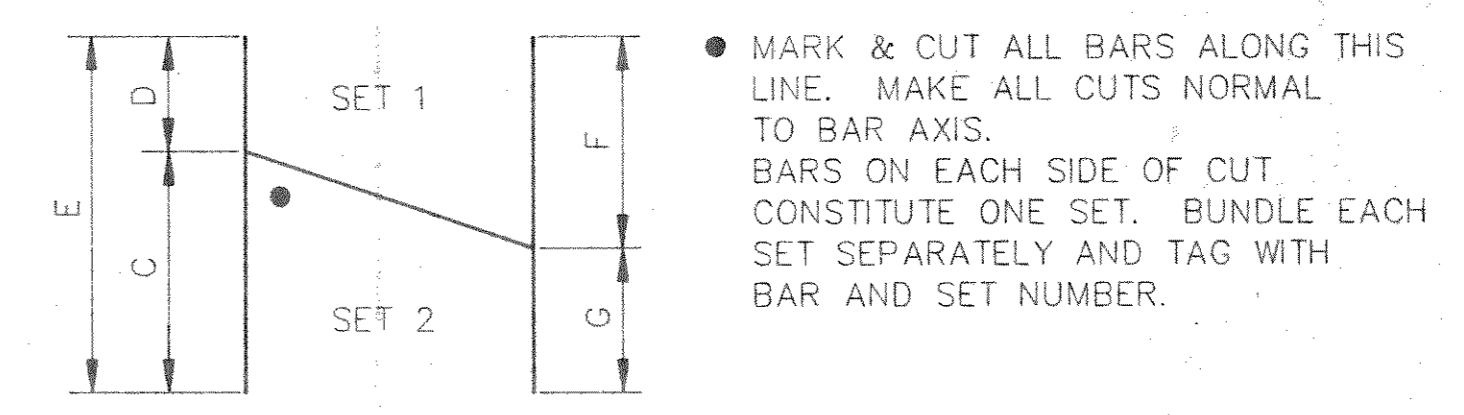 D
SET 1
F
E
C
SET 2
G
● MARK & CUT ALL BARS ALONG THIS
LINE. MAKE ALL CUTS NORMAL
TO BAR AXIS.
BARS ON EACH SIDE OF CUT
CONSTITUTE ONE SET. BUNDLE EACH
SET SEPARATELY AND TAG WITH
BAR AND SET NUMBER.